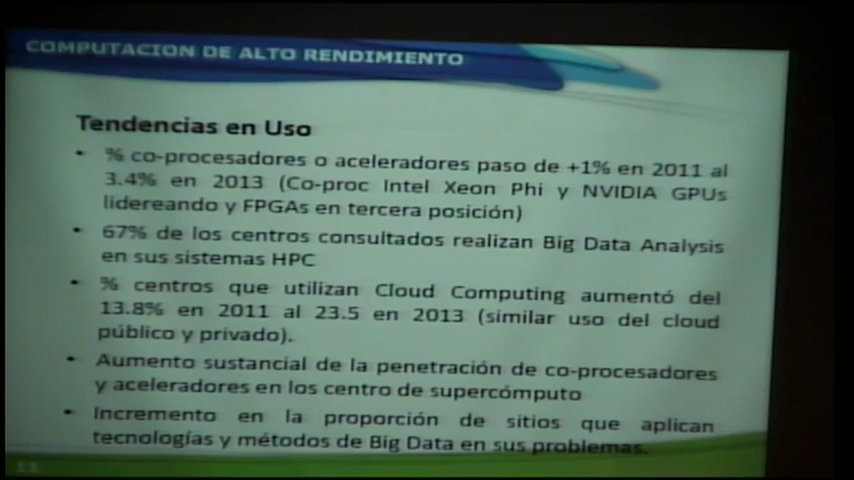 COMPUTACION DE ALTO RENDIMIENTO
Tendencias en Uso
• % co-procesadores o aceleradores paso de +1% en 2011 al
3.4% en 2013 (Co-proc Intel Xeon Phi y NVIDIA GPUs
lidereando y FPGAs en tercera posición)
• 67% de los centros consultados realizan Big Data Analysis
en sus sistemas HPC
• % centros que utilizan Cloud Computing aumentó del
13.8% en 2011 al 23.5 en 2013 (similar uso del cloud
público y privado).
• Aumento sustancial de la penetración de co-procesadores
y aceleradores en los centro de supercómputo
• Incremento en la proporción de sitios que aplican
tecnologías y métodos de Big Data en sus problemas.
11